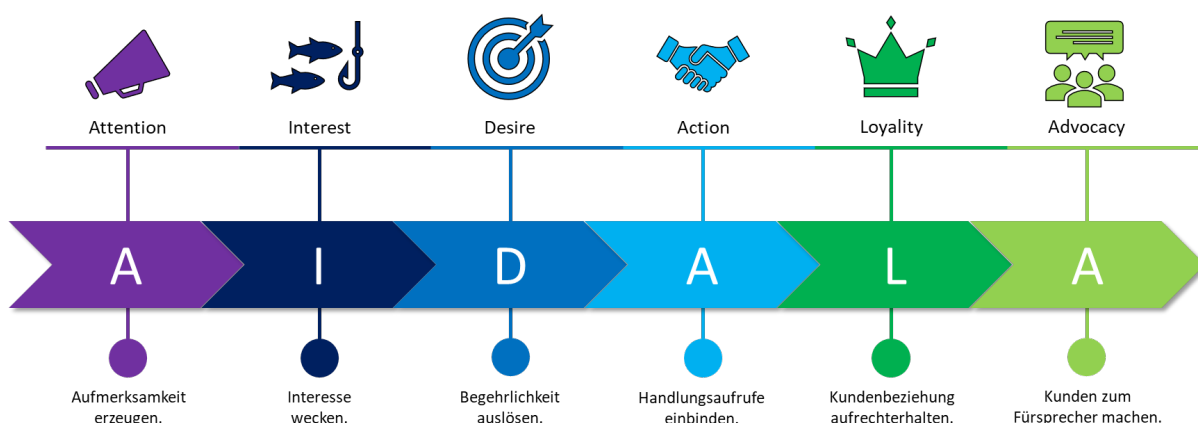 Attention
Interest
Desire
Action
Loyality
Advocacy
A
I
D
A
L
A
Aufmerksamkeit
erzeugen.
Interesse
wecken.
Begehrlichkeit
auslösen.
Handlungsaufrufe
einbinden.
Kundenbeziehung
aufrechterhalten.
Kunden zum
Fürsprecher machen.